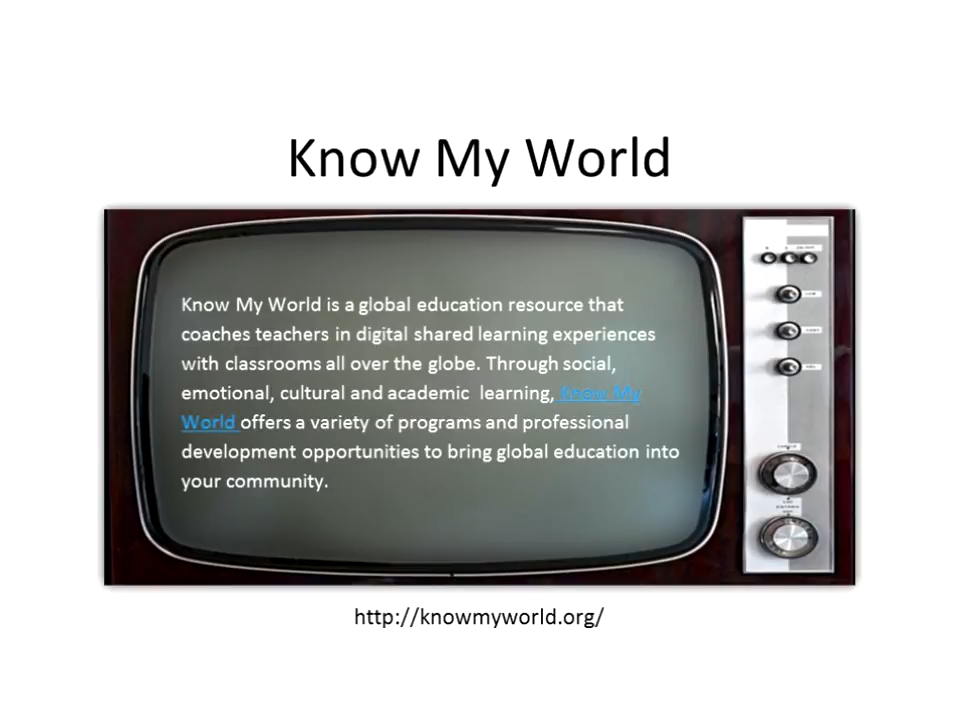 Know My World
Know My World is a global education resource that
coaches teachers in digital shared learning experiences
with classrooms all over the globe. Through social,
emotional, cultural and academic  learning, Know My
World offers a variety of programs and professional
development opportunities to bring global education into
your community.
http://knowmyworld.org/